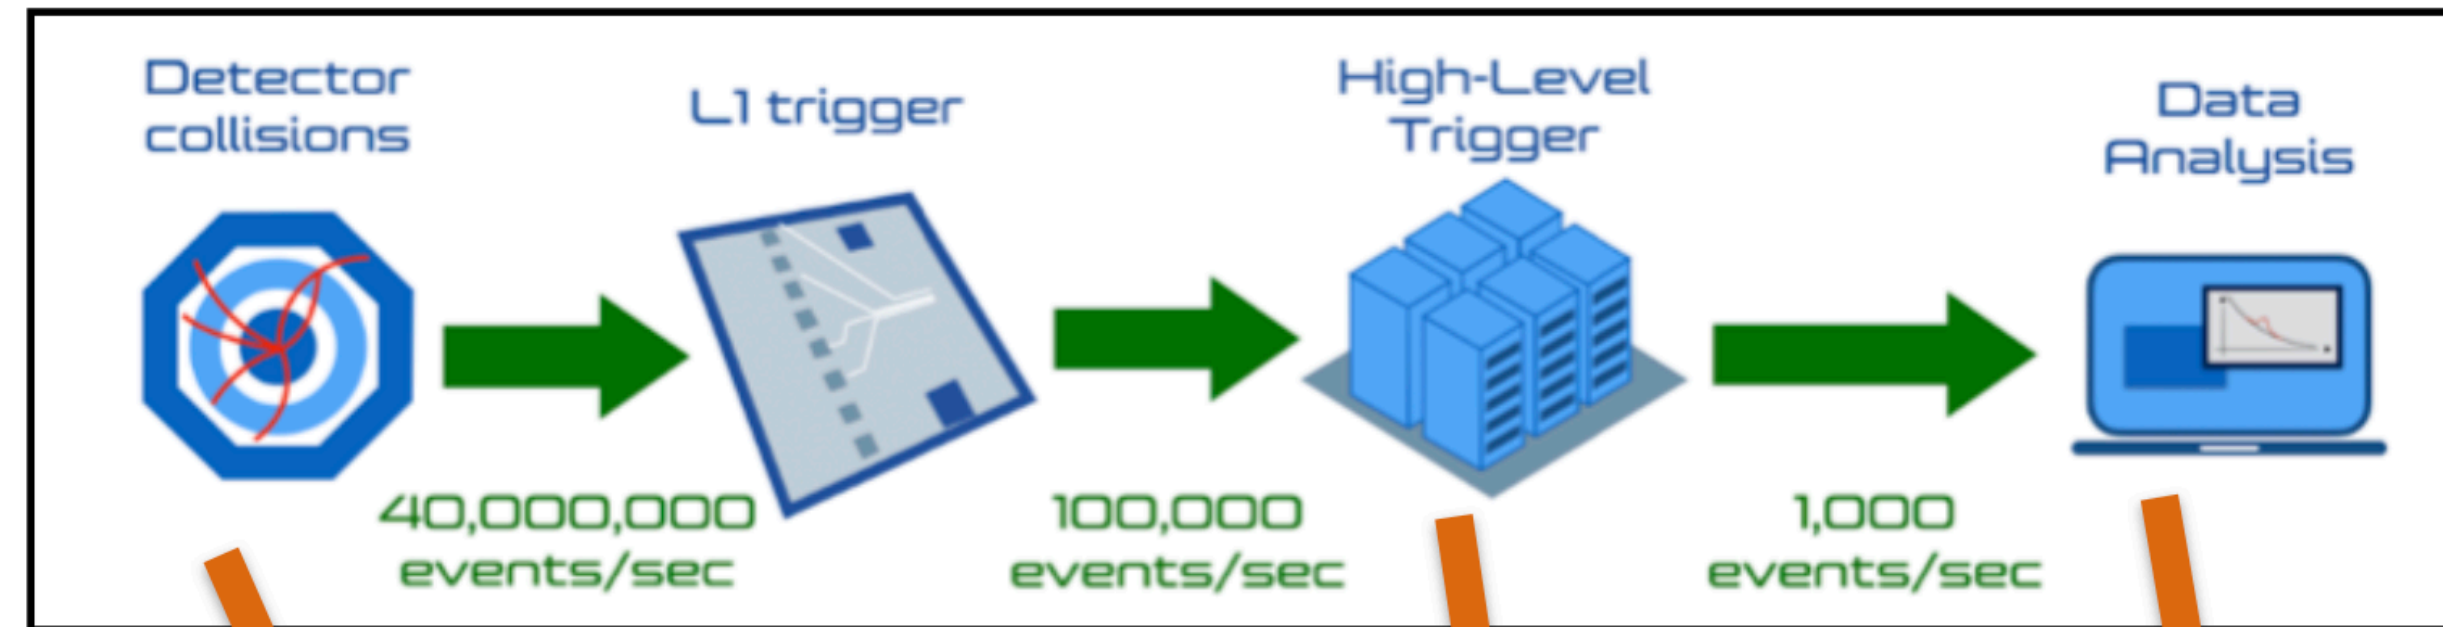 Detector
collisions
L1 trigger
High-Level
Trigger
Data
Analysis
40,000,000
events/sec
100,000
events/sec
1,000
events/sec